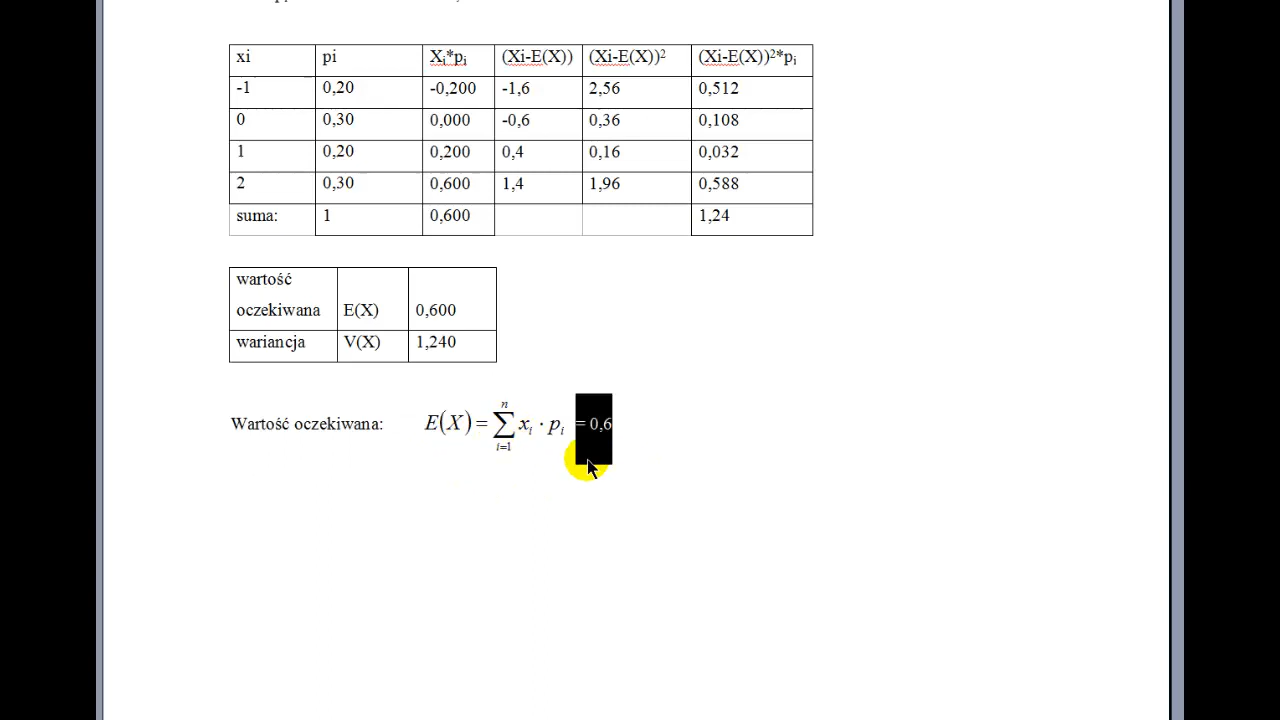 xi pi Xi*pi (Xi-E(X)) (Xi-E(X))² (Xi-E(X))²*pi
-1 0,20 -0,200 -1,6 2,56 0,512
0 0,30 0,000 -0,6 0,36 0,108
1 0,20 0,200 0,4 0,16 0,032
2 0,30 0,600 1,4 1,96 0,588
suma: 1 0,600 1,24
wartość
oczekiwana E(X) 0,600
wariancja V(X) 1,240
Wartość oczekiwana: E(X) = n∑i=1 xi · pi = 0,6